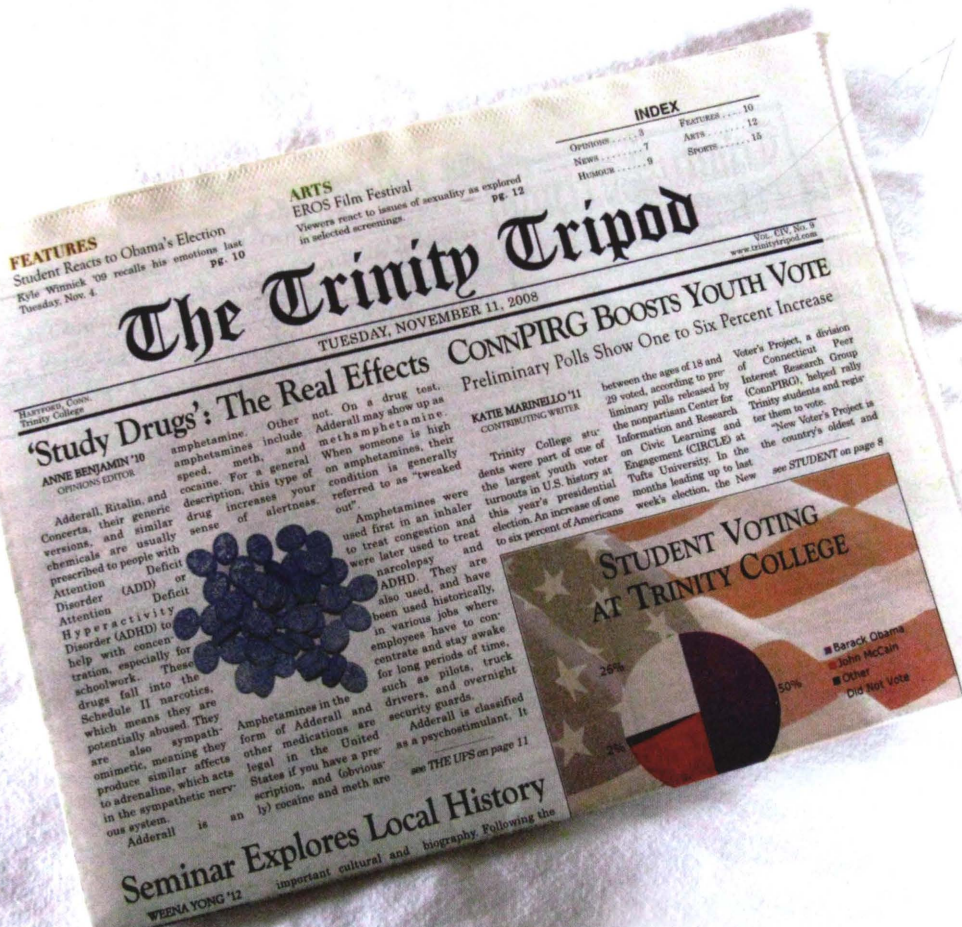 FEATURES
Student Reacts to Obama's Election
Kyle Winnick '09 recalls his emotions last
Tuesday, Nov. 4.
pg. 10
ARTS
EROS Film Festival
Viewers react to issues of sexuality as explored
in selected screenings.
pg. 12
INDEX
OPINIONS.....3
NEWS.......7
HUMOUR......9
FEATURES....10
ARTS.......12
SPORTS......15
The Trinity Tripod
HARTFORD, CONN.
Trinity College
TUESDAY, NOVEMBER 11, 2008
VOL. CIV, NO. 9
www.trinitytripod.com
'Study Drugs': The Real Effects
ANNE BENJAMIN '10
OPINIONS EDITOR
Adderall, Ritalin, and
Concerta, their generic
versions, and similar
chemicals are usually
prescribed to people with
Attention Deficit
Disorder (ADD) or
Attention Deficit
Hyperactivity
Disorder (ADHD) to
help with concen-
tration, especially for
schoolwork. These
drugs fall into the
Schedule II narcotics,
which means they are
potentially abused. They
are also sympath-
omimetic, meaning they
produce similar affects
to adrenaline, which acts
in the sympathetic nerv-
ous system.
Adderall is an
amphetamine. Other
amphetamines include
speed, meth, and
cocaine. For a general
description, this type of
drug increases your
sense of alertness
Amphetamines in the
form of Adderall and
other medications are
legal in the United
States if you have a pre-
scription, and (obvious-
ly) cocaine and meth are
not. On a drug test,
Adderall may show up as
methamphetamine.
When someone is high
on amphetamines, their
condition is generally
referred to as "tweaked
out".
Amphetamines were
used first in an inhaler
to treat congestion and
were later used to treat
narcolepsy and
ADHD. They are
also used, and have
been used historically,
in various jobs where
employees have to con-
centrate and stay awake
for long periods of time,
such as pilots, truck
drivers, and overnight
security guards.
Adderall is classified
as a psychostimulant. It
see THE UPS on page 11
CONNPIRG BOOSTS YOUTH VOTE
Preliminary Polls Show One to Six Percent Increase
KATIE MARINELLO '11
CONTRIBUTING WRITER
Trinity College stu-
dents were part of one of
the largest youth voter
turnouts in U.S. history at
this year's presidential
election. An increase of one
to six percent of Americans
between the ages of 18 and
29 voted, according to pre-
liminary polls released by
the nonpartisan Center for
Information and Research
on Civic Learning and
Engagement (CIRCLE) at
Tufts University. In the
months leading up to last
week's election, the New
Voter's Project, a division
of Connecticut Peer
Interest Research Group
(ConnPIRG), helped rally
Trinity students and regis-
ter them to vote.
"New Voter's Project is
the country's oldest and
see STUDENT on page 8
STUDENT VOTING
AT TRINITY COLLEGE
26%
2%
50%
Barack Obama
John McCain
Other
Did Not Vote
Seminar Explores Local History
WEENA YONG '12
important cultural and biography. Following the